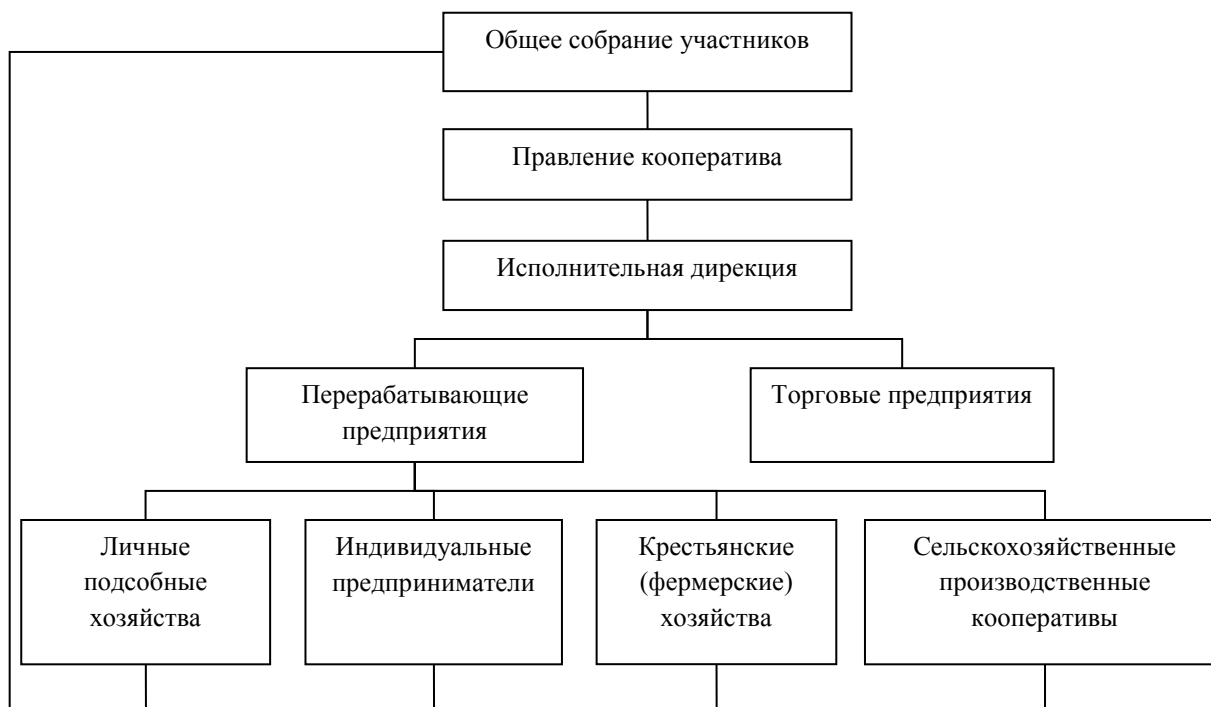 Общее собрание участников
Правление кооператива
Исполнительная дирекция
Перерабатывающие
предприятия
Торговые предприятия
Личные
подсобные
хозяйства
Индивидуальные
предприниматели
Крестьянские
(фермерские)
хозяйства
Сельскохозяйственные
производственные
кооперативы